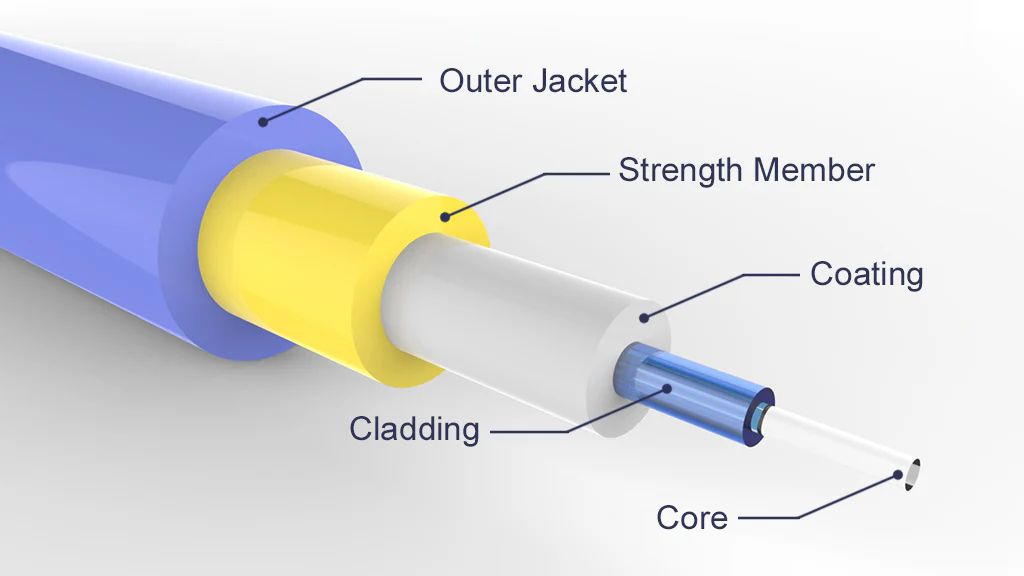 Outer Jacket
Strength Member
Coating
Cladding
Core